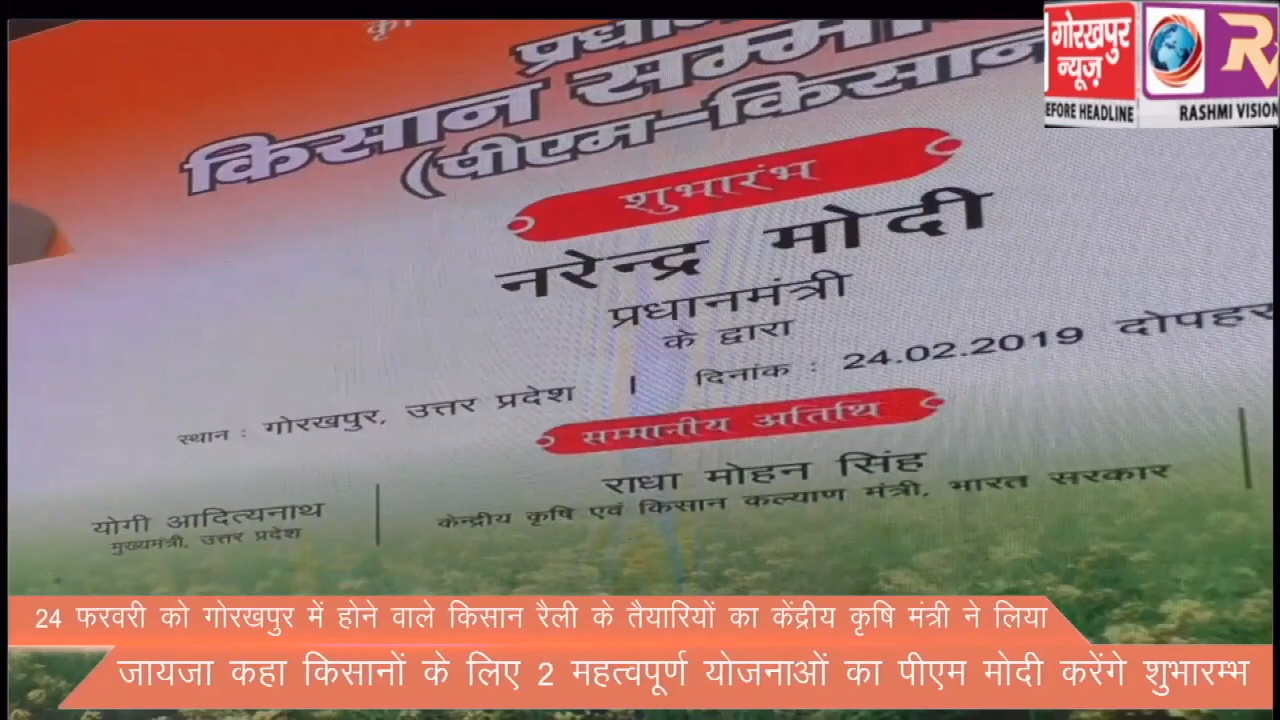 कृ
प्रधा
किसान सम्मा
(पीएम-किसान
शुभारंभ
नरेन्द्र मोदी
प्रधानमंत्री
के द्वारा
स्थान : गोरखपुर, उत्तर प्रदेश | दिनांक : 24.02.2019 दोपहर
सम्मानीय अतिथि
राधा मोहन सिंह
केन्द्रीय कृषि एवं किसान कल्याण मंत्री, भारत सरकार
योगी आदित्यनाथ
मुख्यमंत्री, उत्तर प्रदेश
गोरखपुर
न्यूज़
EFORE HEADLINE
R
RASHMI VISION
24 फरवरी को गोरखपुर में होने वाले किसान रैली के तैयारियों का केंद्रीय कृषि मंत्री ने लिया
जायजा कहा किसानों के लिए 2 महत्वपूर्ण योजनाओं का पीएम मोदी करेंगे शुभारम्भ